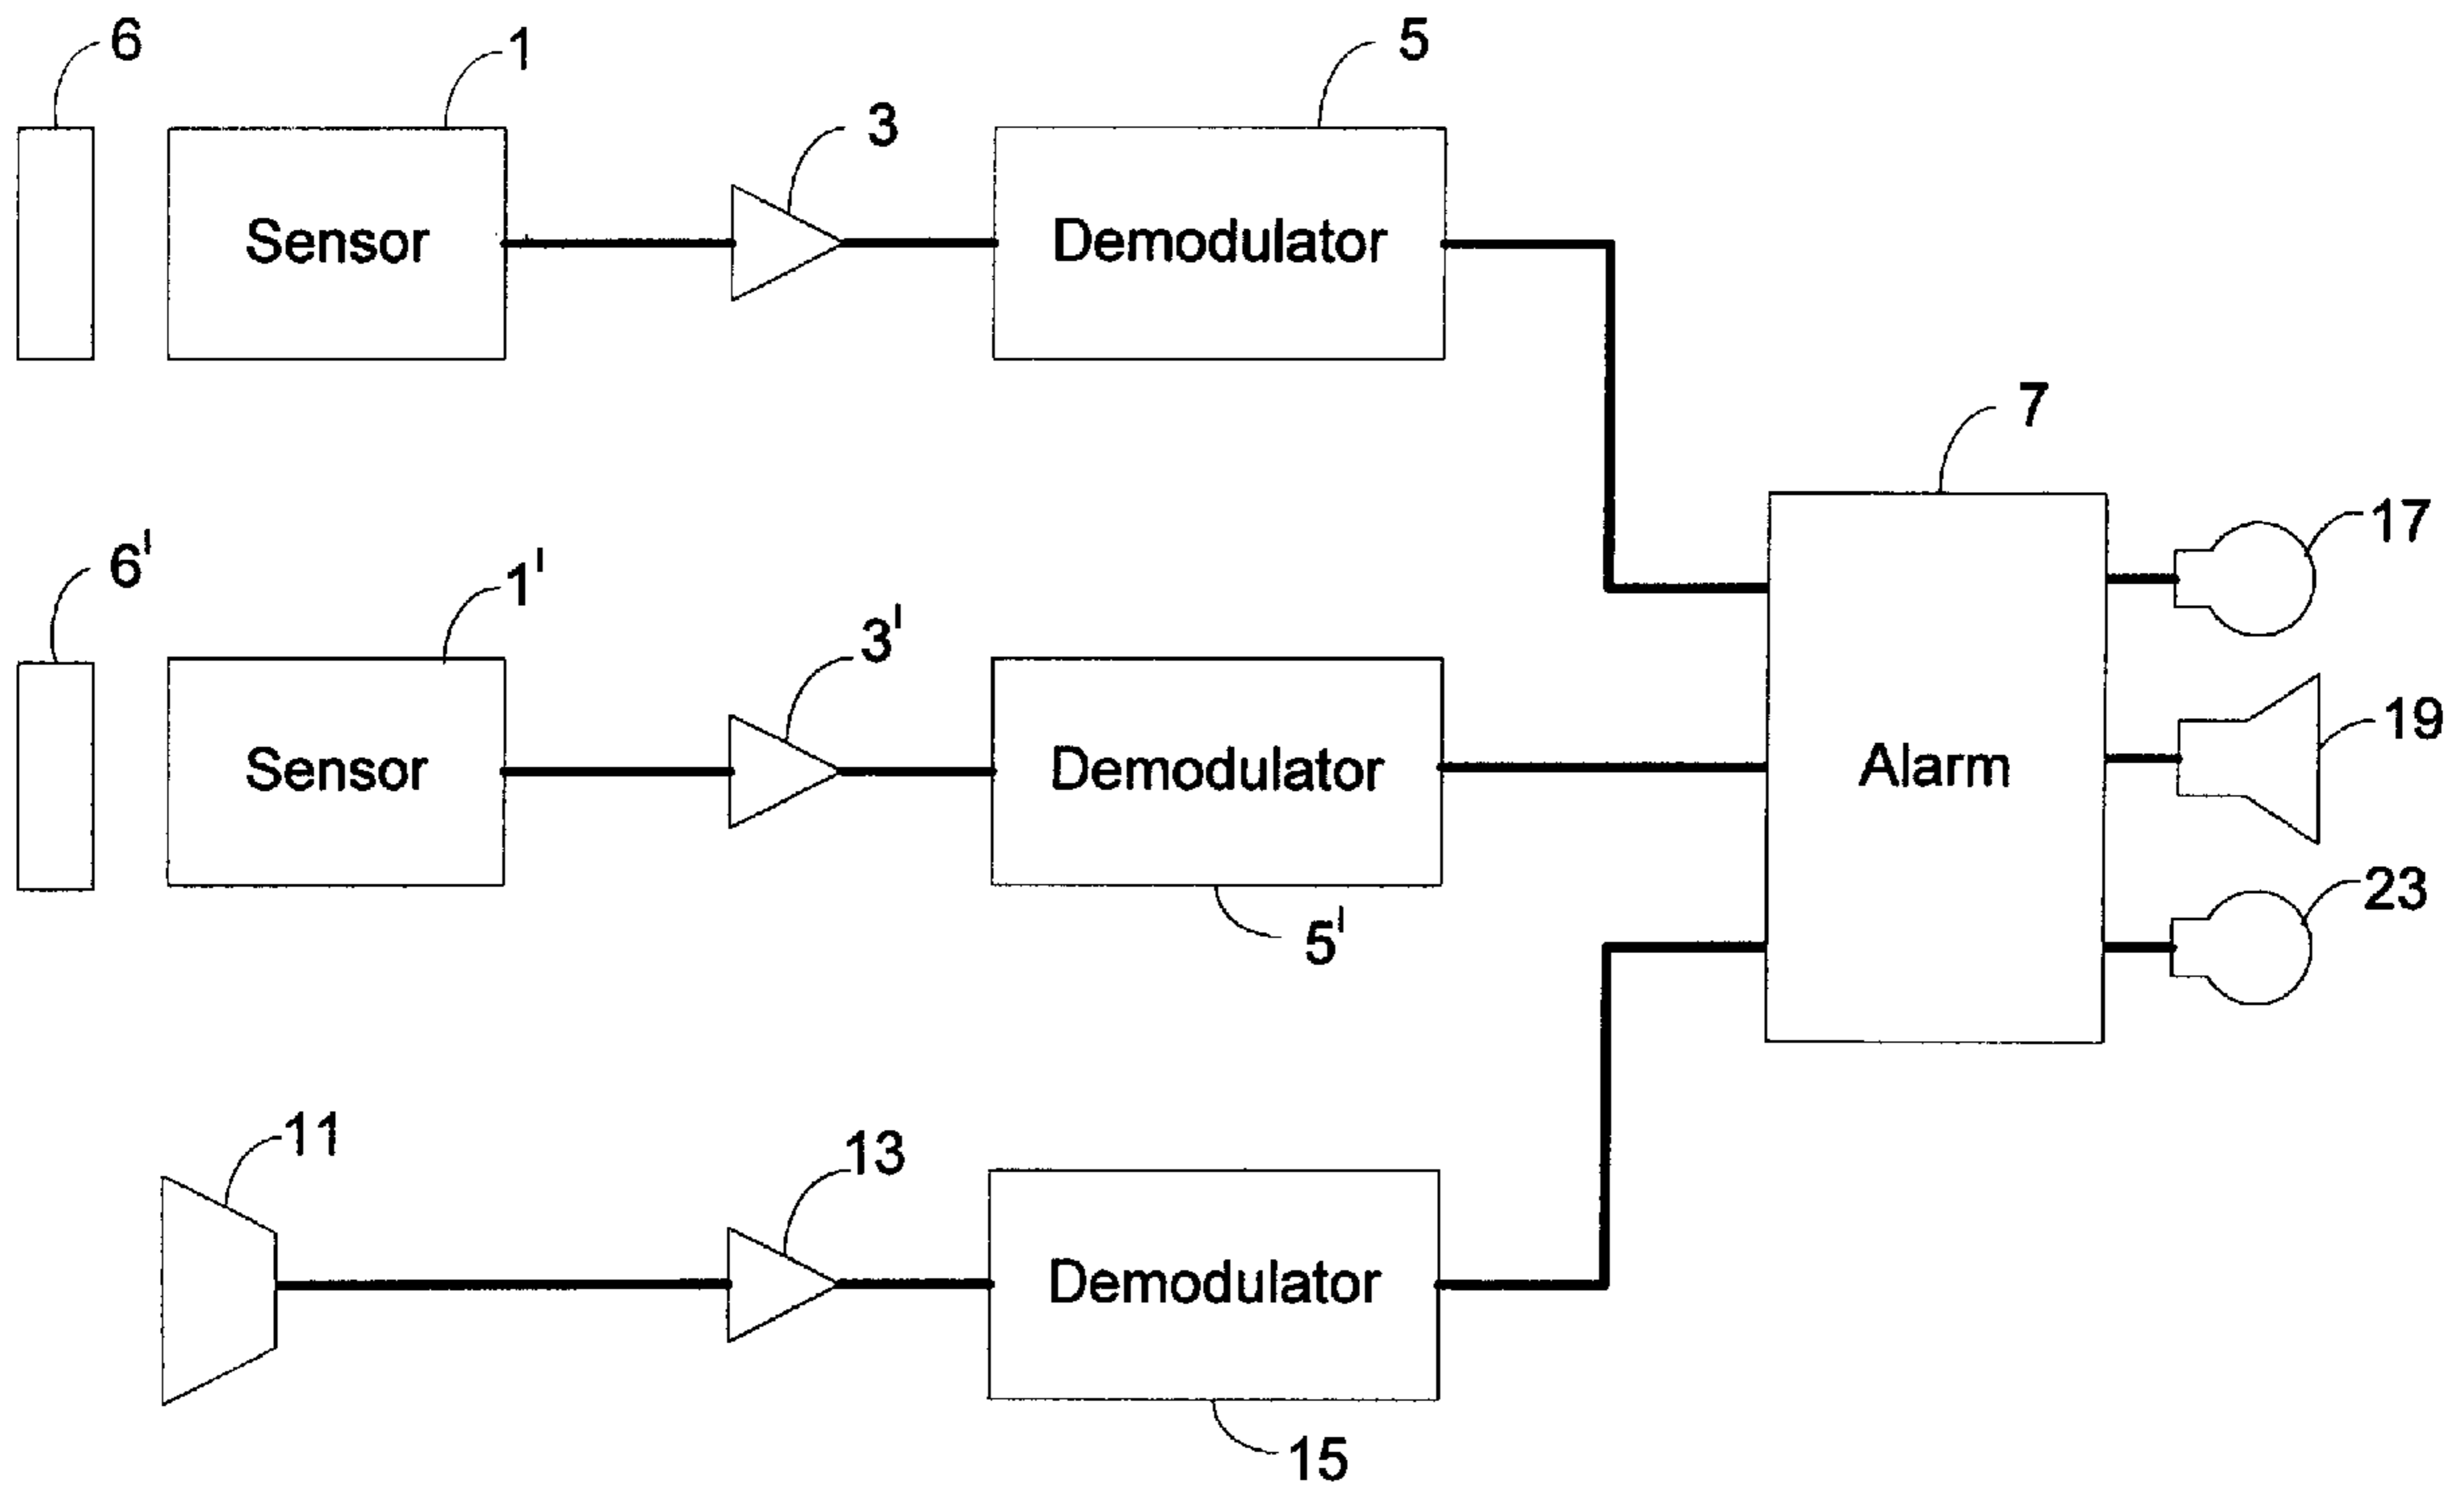 6
1
5
3
Sensor
Demodulator
7
17
6'
1'
3'
19
Sensor
Demodulator
Alarm
23
5'
11
13
Demodulator
15